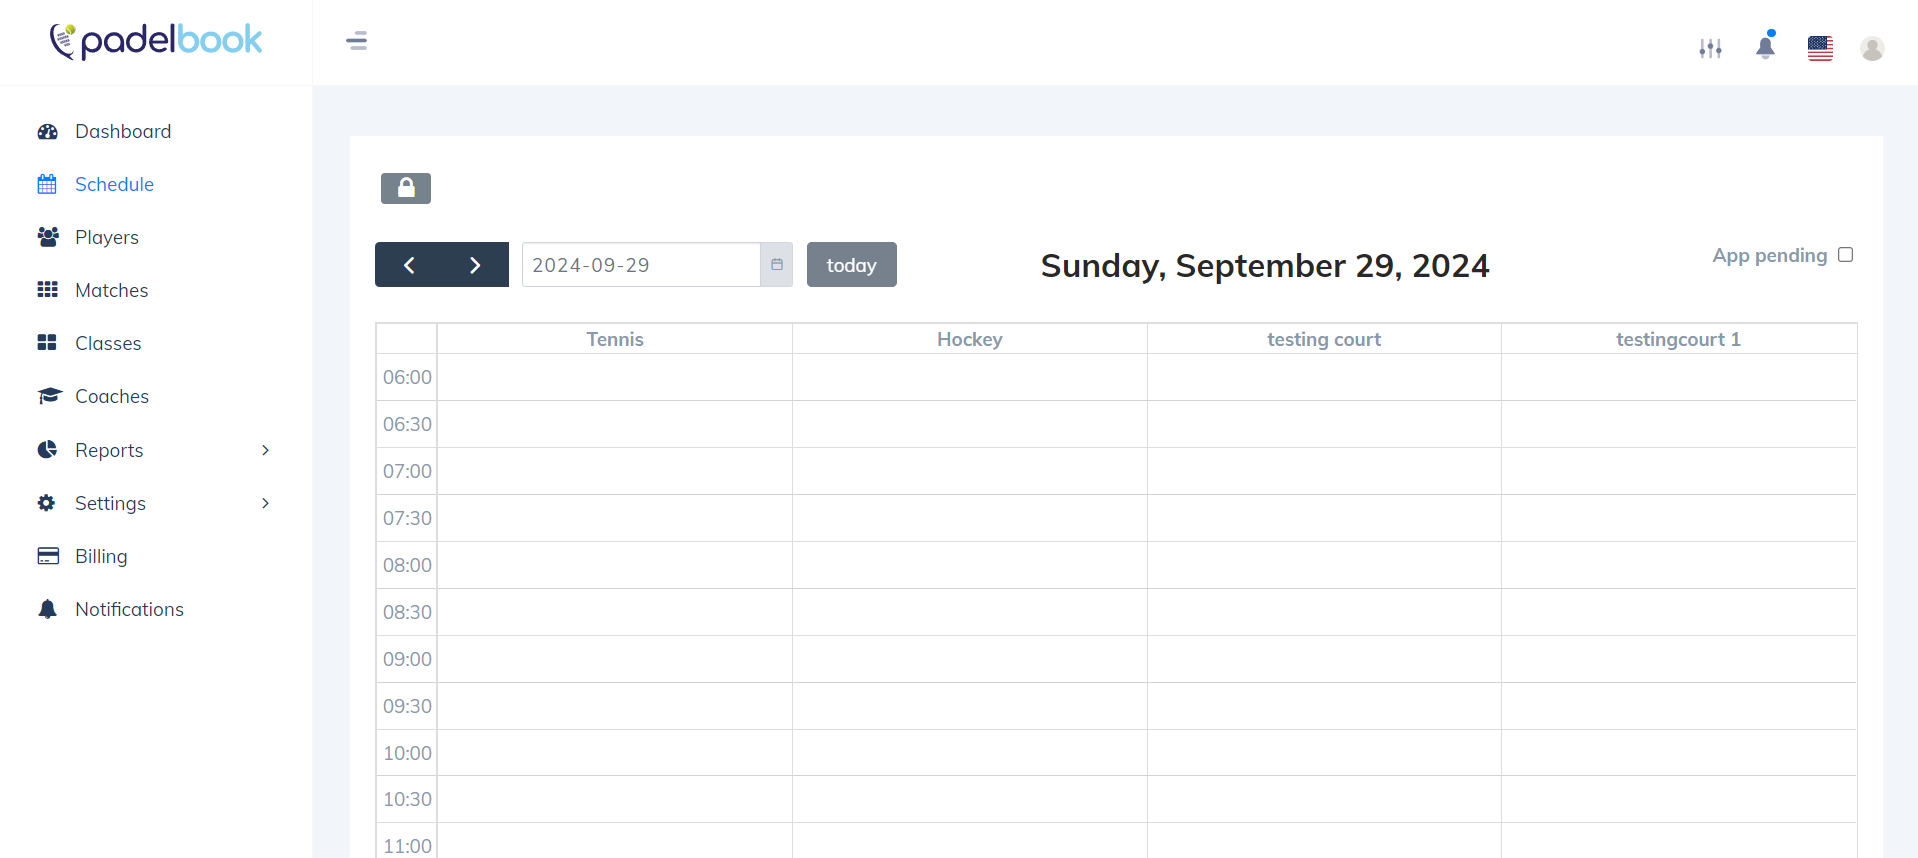 padelbook
Dashboard
Schedule
Players
Matches
Classes
Coaches
Reports
Settings
Billing
Notifications
2024-09-29
today
Sunday, September 29, 2024
App pending
Tennis Hockey testing court testingcourt 1
06:00
06:30
07:00
07:30
08:00
08:30
09:00
09:30
10:00
10:30
11:00